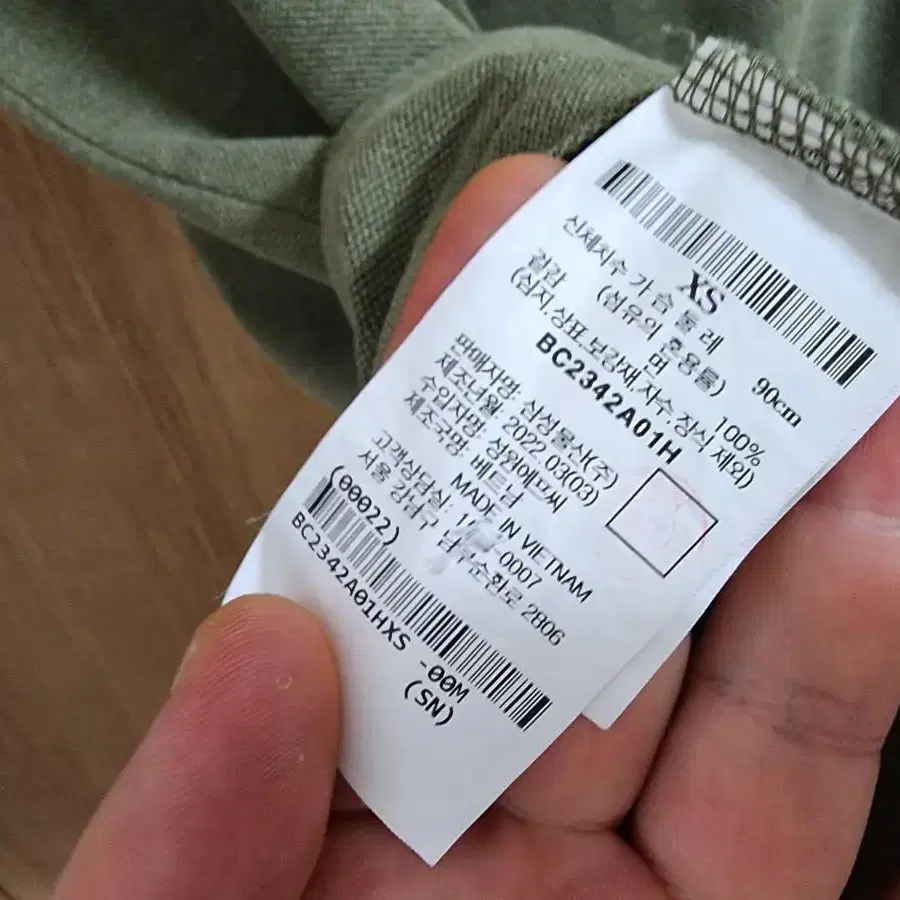 XS
신체치수 가슴둘레 90cm
(섬유의 혼용률)
겉감 면 100%
(심지,상표,보강재,자수,장식 제외)
BC2342A01H
판매자명: 삼성물산(주)
제조년월: 2022 03(03)
수입자명: 성원에프씨
제조국명: 베트남
MADE IN VIETNAM
고객상담실: -0007
서울 강남구 남부순환로 2806
(00022)
BC2342A01HXS -00M
(SN)